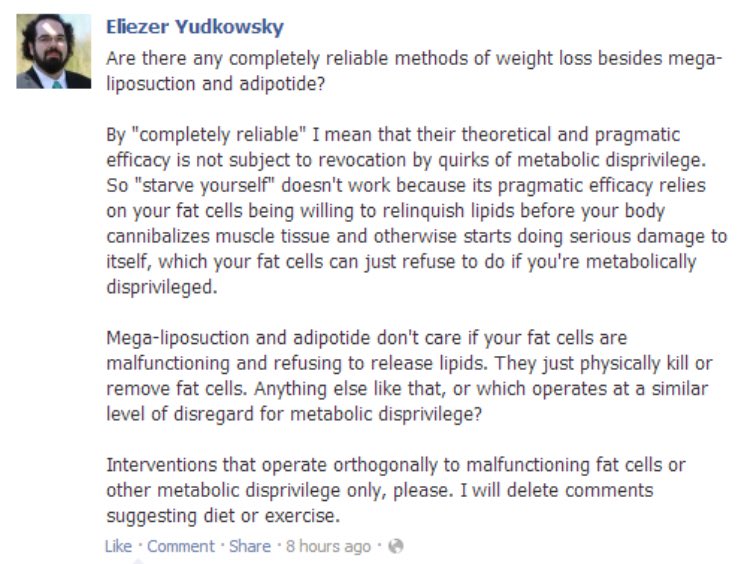 Eliezer Yudkowsky
Are there any completely reliable methods of weight loss besides mega-
liposuction and adipotide?
By "completely reliable" I mean that their theoretical and pragmatic
efficacy is not subject to revocation by quirks of metabolic disprivilege.
So "starve yourself" doesn't work because its pragmatic efficacy relies
on your fat cells being willing to relinquish lipids before your body
cannibalizes muscle tissue and otherwise starts doing serious damage to
itself, which your fat cells can just refuse to do if you're metabolically
disprivileged.
Mega-liposuction and adipotide don't care if your fat cells are
malfunctioning and refusing to release lipids. They just physically kill or
remove fat cells. Anything else like that, or which operates at a similar
level of disregard for metabolic disprivilege?
Interventions that operate orthogonally to malfunctioning fat cells or
other metabolic disprivilege only, please. I will delete comments
suggesting diet or exercise.
Like · Comment · Share · 8 hours ago ·